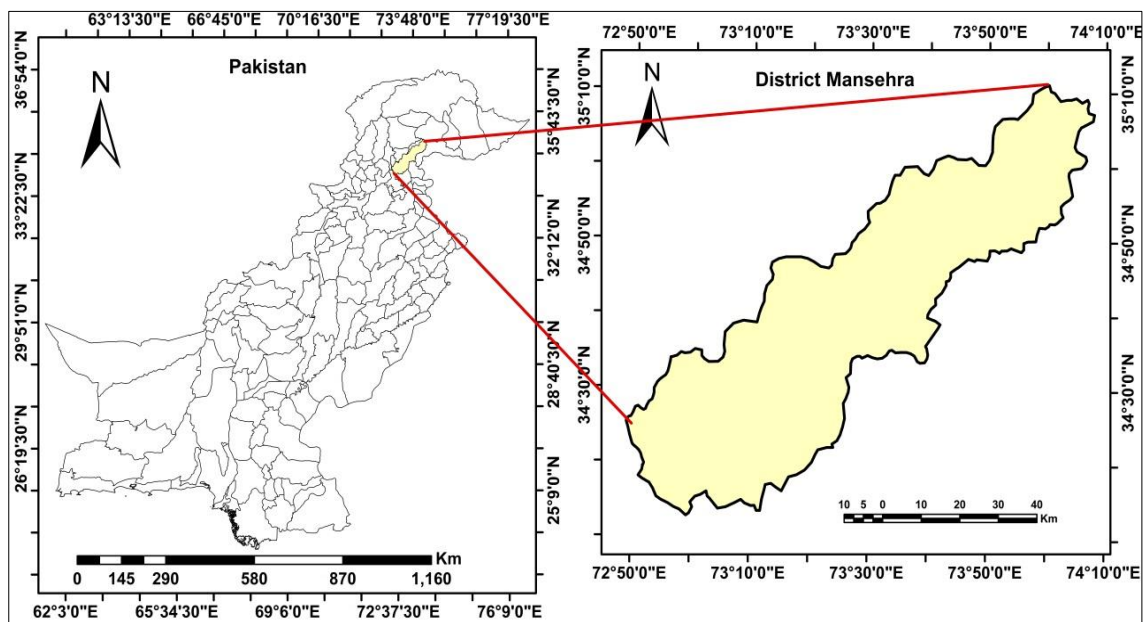 63°13'30"E 66°45'0"E 70°16'30"E 73°48'0"E 77°19'30"E
Pakistan
N
36°54'0"N
33°22'30"N
29°51'0"N
26°19'30"N
35°43'30"N
32°12'0"N
28°40'30"N
25°9'0"N
Km
0 145 290 580 870 1,160
62°3'0"E 65°34'30"E 69°6'0"E 72°37'30"E 76°9'0"E
72°50'0"E 73°10'0"E 73°30'0"E 73°50'0"E 74°10'0"E
District Mansehra
N
35°10'0"N
34°50'0"N
34°30'0"N
35°10'0"N
34°50'0"N
34°30'0"N
10 5 0 10 20 30 40
Km
72°50'0"E 73°10'0"E 73°30'0"E 73°50'0"E 74°10'0"E